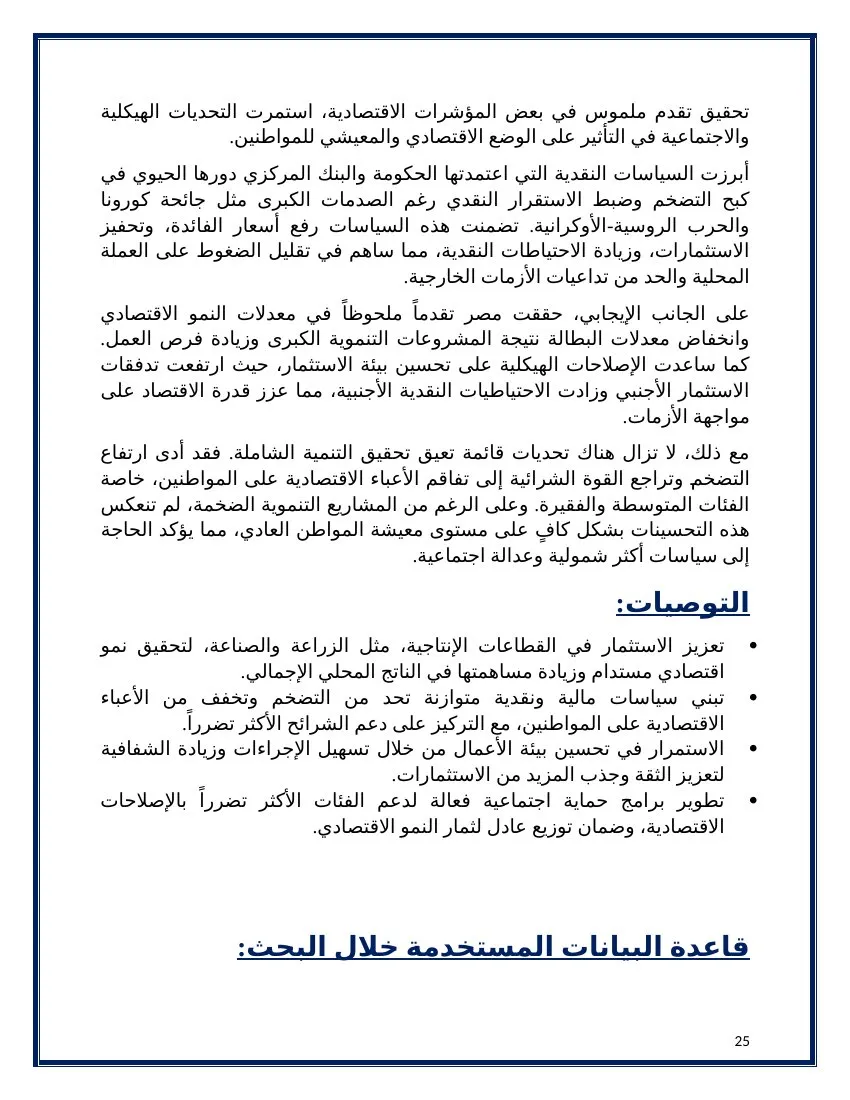 تحقيق تقدم ملموس في بعض المؤشرات الاقتصادية، استمرت التحديات الهيكلية
والاجتماعية في التأثير على الوضع الاقتصادي والمعيشي للمواطنين.
أبرزت السياسات النقدية التي اعتمدتها الحكومة والبنك المركزي دورها الحيوي في
كبح التضخم وضبط الاستقرار النقدي رغم الصدمات الكبرى مثل جائحة كورونا
والحرب الروسية-الأوكرانية. تضمنت هذه السياسات رفع أسعار الفائدة، وتحفيز
الاستثمارات، وزيادة الاحتياطات النقدية، مما ساهم في تقليل الضغوط على العملة
المحلية والحد من تداعيات الأزمات الخارجية.
على الجانب الإيجابي، حققت مصر تقدماً ملحوظاً في معدلات النمو الاقتصادي
وانخفاض معدلات البطالة نتيجة المشروعات التنموية الكبرى وزيادة فرص العمل.
كما ساعدت الإصلاحات الهيكلية على تحسين بيئة الاستثمار، حيث ارتفعت تدفقات
الاستثمار الأجنبي وزادت الاحتياطيات النقدية الأجنبية، مما عزز قدرة الاقتصاد على
مواجهة الأزمات.
مع ذلك، لا تزال هناك تحديات قائمة تعيق تحقيق التنمية الشاملة. فقد أدى ارتفاع
التضخم وتراجع القوة الشرائية إلى تفاقم الأعباء الاقتصادية على المواطنين، خاصة
الفئات المتوسطة والفقيرة. وعلى الرغم من المشاريع التنموية الضخمة، لم تنعكس
هذه التحسينات بشكل كافٍ على مستوى معيشة المواطن العادي، مما يؤكد الحاجة
إلى سياسات أكثر شمولية وعدالة اجتماعية.
التوصيات:
• تعزيز الاستثمار في القطاعات الإنتاجية، مثل الزراعة والصناعة، لتحقيق نمو
اقتصادي مستدام وزيادة مساهمتها في الناتج المحلي الإجمالي.
• تبني سياسات مالية ونقدية متوازنة تحد من التضخم وتخفف من الأعباء
الاقتصادية على المواطنين، مع التركيز على دعم الشرائح الأكثر تضرراً.
• الاستمرار في تحسين بيئة الأعمال من خلال تسهيل الإجراءات وزيادة الشفافية
لتعزيز الثقة وجذب المزيد من الاستثمارات.
• تطوير برامج حماية اجتماعية فعالة لدعم الفئات الأكثر تضرراً بالإصلاحات
الاقتصادية، وضمان توزيع عادل لثمار النمو الاقتصادي.
قاعدة البيانات المستخدمة خلال البحث:
25